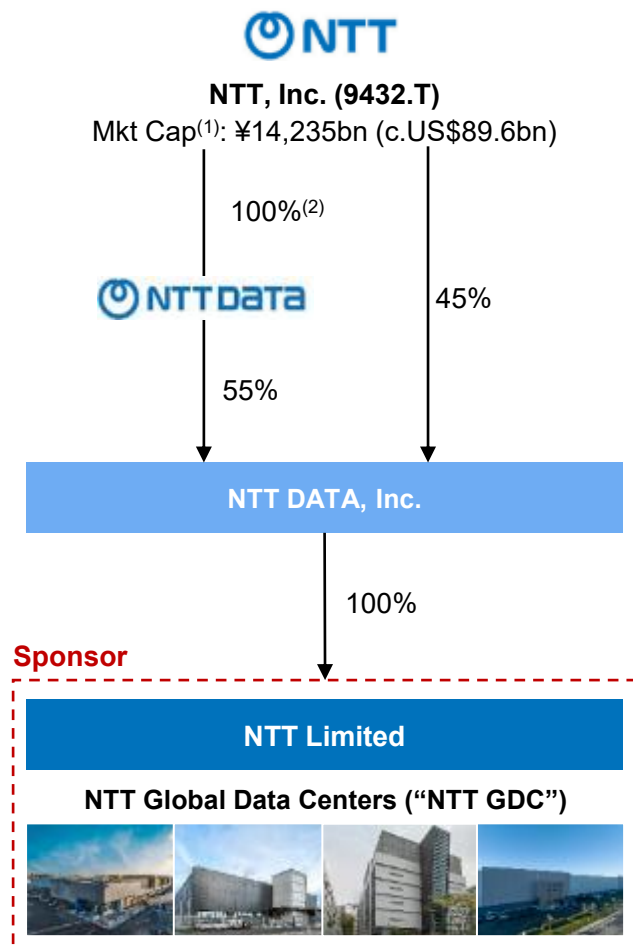 NTT
NTT, Inc. (9432.T)
Mkt Cap(1): ¥14,235bn (c.US$89.6bn)
100%(2)
NTT DATA
45%
55%
NTT DATA, Inc.
100%
Sponsor
NTT Limited
NTT Global Data Centers (“NTT GDC”)